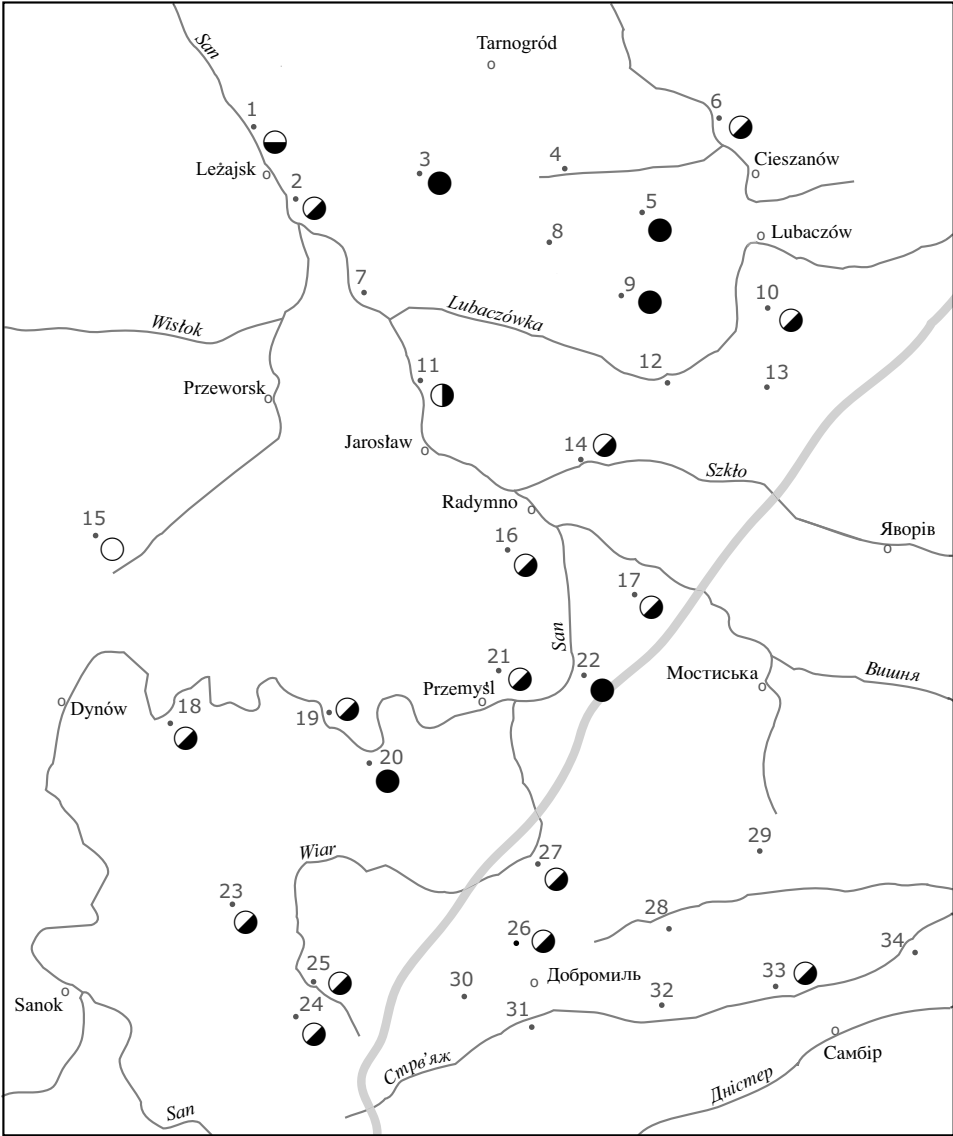 San
Tarnogród
1
6
Leżajsk
3
4
Cieszanów
2
5
8
Lubaczów
7
9
10
Lubaczówka
Wisłok
11
12
13
Przeworsk
Jarosław
14
Szkło
Radymno
15
16
Яворів
17
San
21
22
Мостиська
Вишня
Dynów
18
19
Przemyśl
20
Wiar
27
29
23
28
26
34
25
30
Добромиль
33
Sanok
24
31
32
Самбір
Стрв'яж
Дністер
San